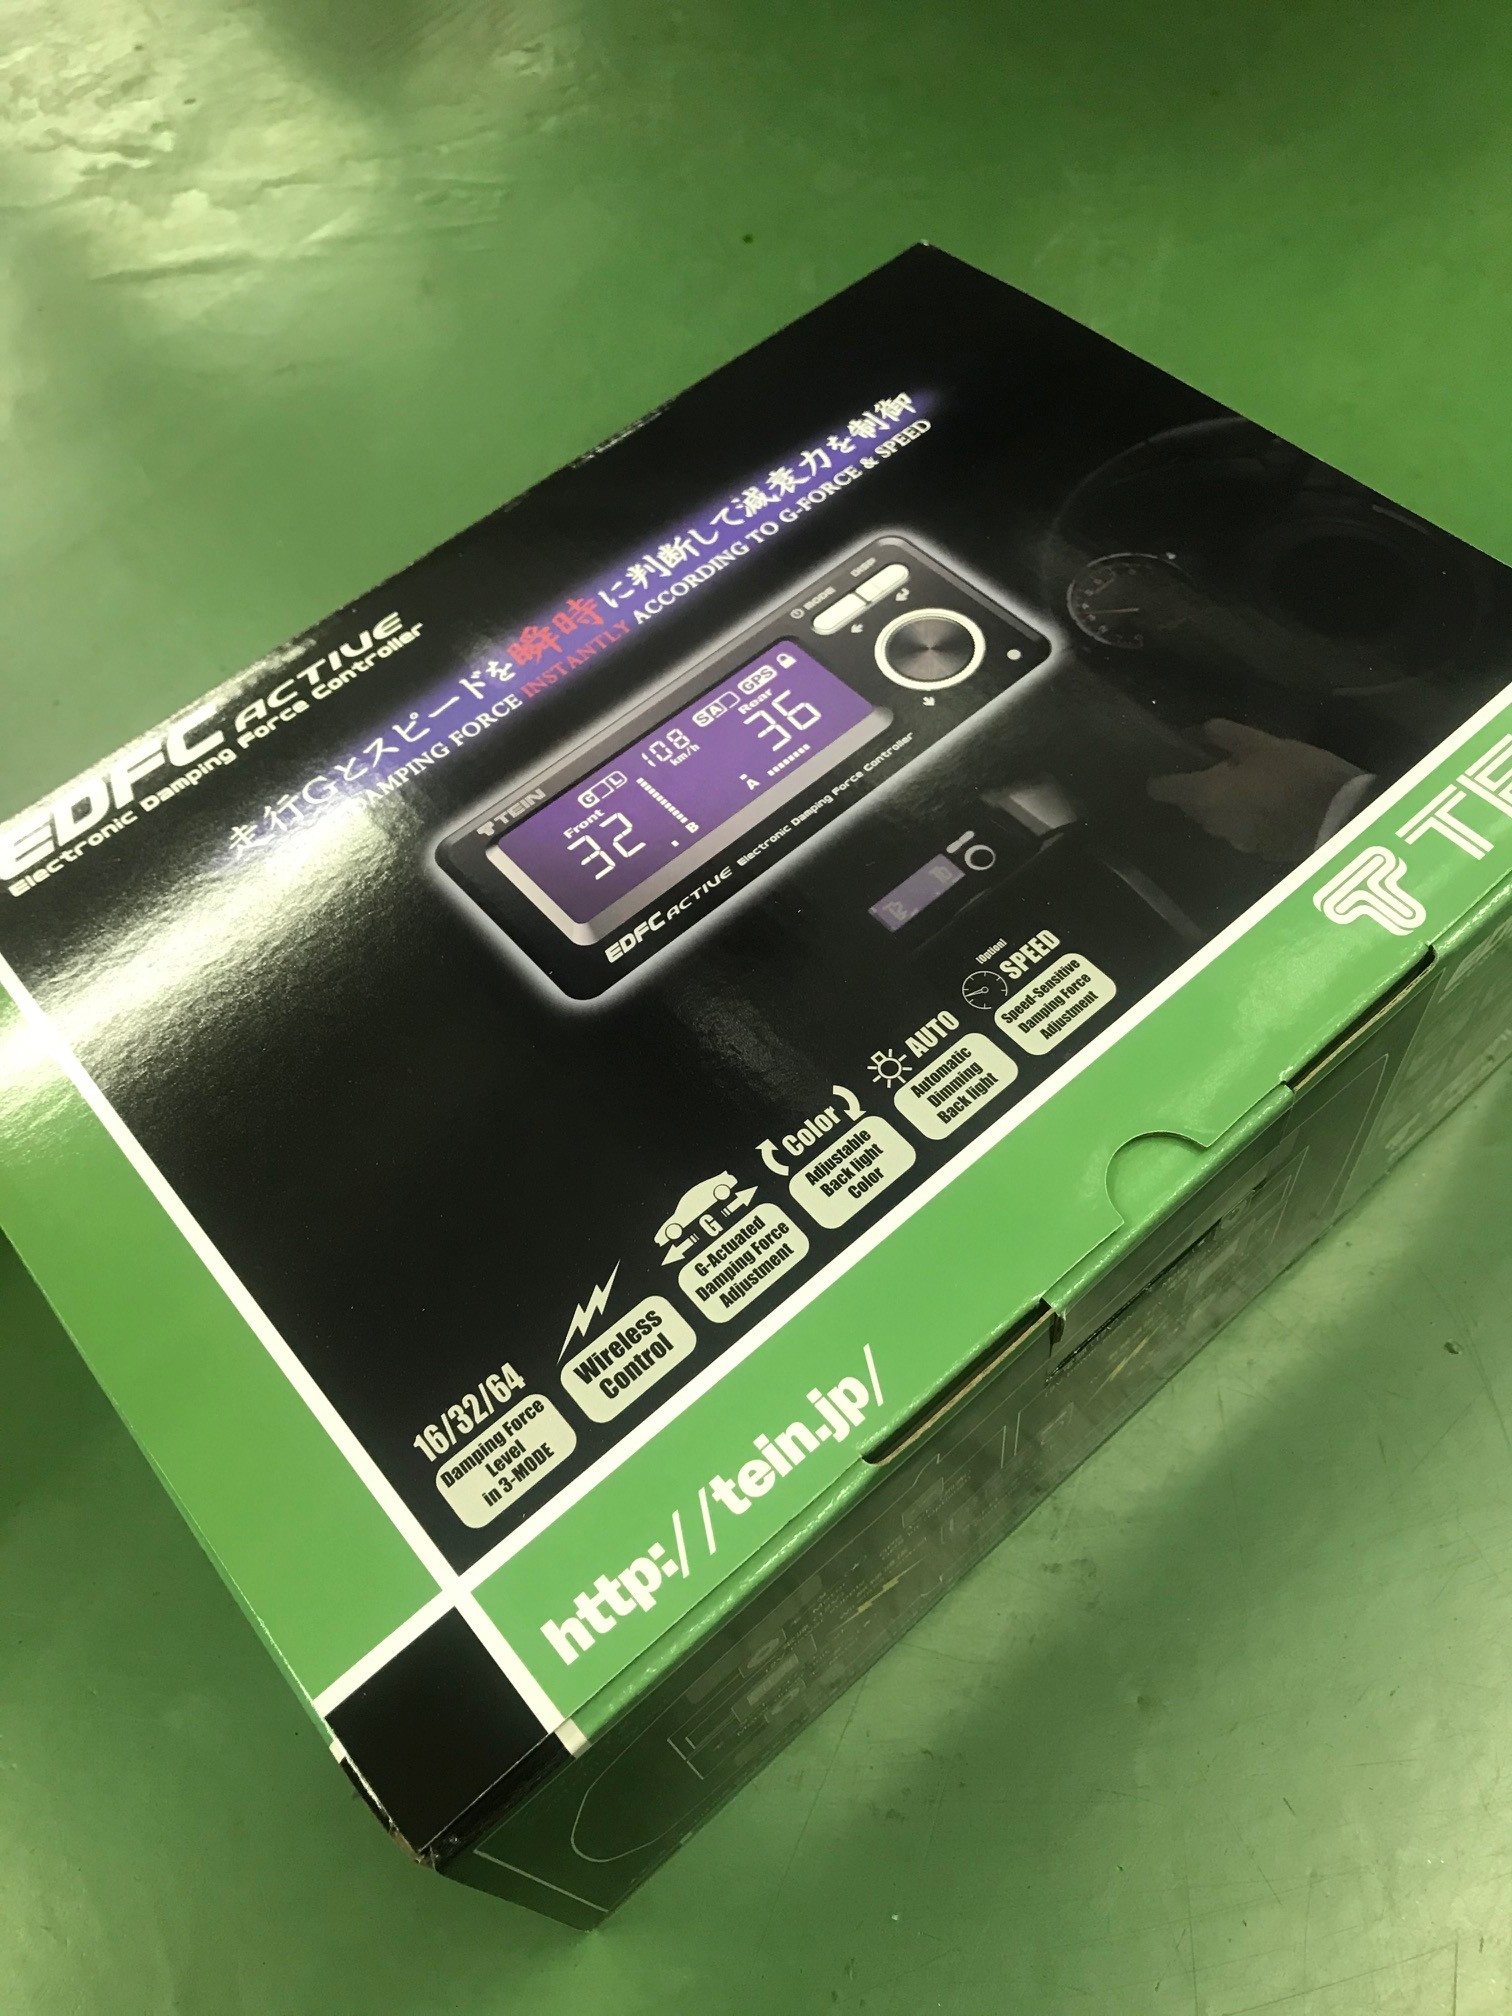 EDFC ACTIVE
Electronic Damping Force Controller
走行Gとスピードを瞬時に判断して減衰力を制御
DAMPING FORCE INSTANTLY ACCORDING TO G-FORCE & SPEED
MODE
DISP
TEIN
G
L
108
km/h
SA
GPS
Front
32
B
A
Rear
36
EDFC ACTIVE Electronic Damping Force Controller
16/32/64
Damping Force
Level
in 3-MODE
Wireless
Control
G
G-Actuated
Damping Force
Adjustment
Color
Adjustable
Back light
Color
AUTO
Automatic
Dimming
Back light
[Option]
SPEED
Speed-Sensitive
Damping Force
Adjustment
http://tein.jp/
TE